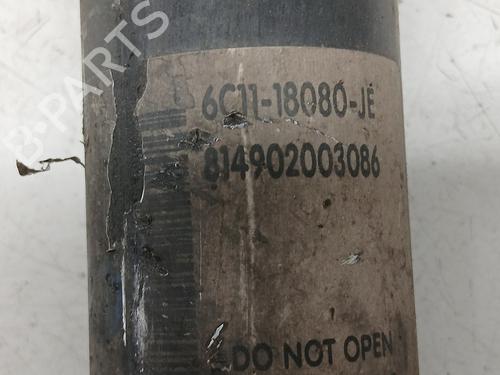 B-PARTS
6C11-18080-JE
814902003086
DO NOT OPEN